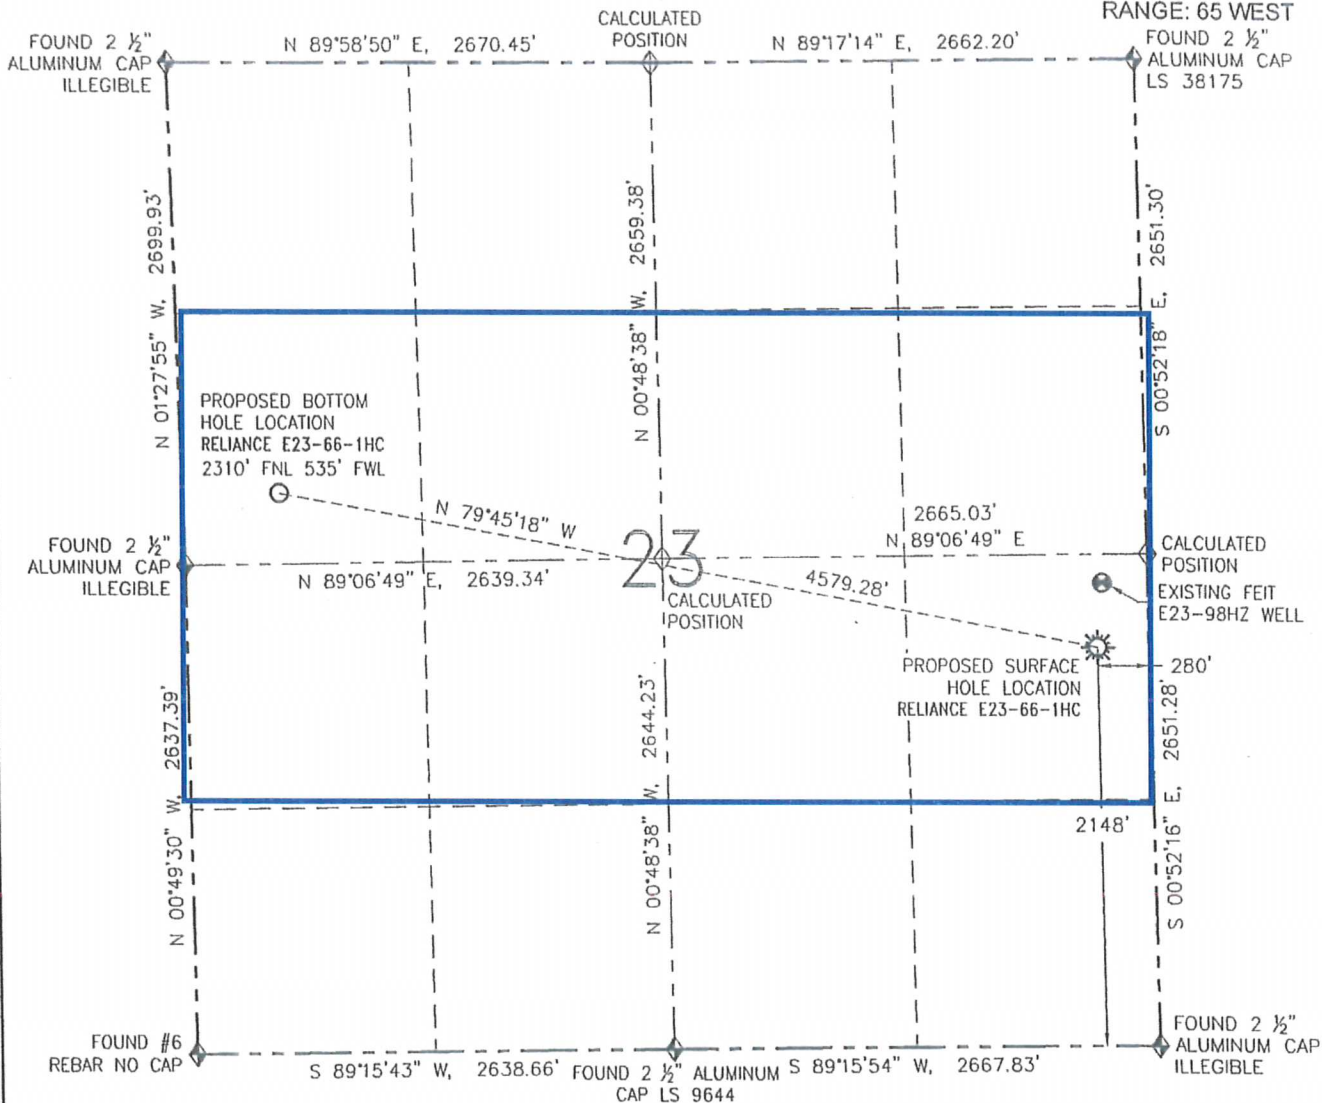 RANGE: 65 WEST
CALCULATED
POSITION
FOUND 2 ½"
ALUMINUM CAP
ILLEGIBLE
N 89°58'50" E, 2670.45'
N 89°17'14" E, 2662.20'
FOUND 2 ½"
ALUMINUM CAP
LS 38175
N 01°27'55" W, 2699.93'
N 00°48'38" W, 2659.38'
S 00°52'18" E, 2651.30'
PROPOSED BOTTOM
HOLE LOCATION
RELIANCE E23-66-1HC
2310' FNL 535' FWL
N 79°45'18" W
4579.28'
23
2665.03'
N 89°06'49" E
FOUND 2 ½"
ALUMINUM CAP
ILLEGIBLE
N 89°06'49" E, 2639.34'
CALCULATED
POSITION
CALCULATED
POSITION
EXISTING FEIT
E23-98HZ WELL
PROPOSED SURFACE
HOLE LOCATION
RELIANCE E23-66-1HC
280'
N 00°49'30" W, 2637.39'
N 00°48'38" W, 2644.23'
S 00°52'16" E, 2651.28'
2148'
FOUND #6
REBAR NO CAP
S 89°15'43" W, 2638.66'
FOUND 2 ½" ALUMINUM
CAP LS 9644
S 89°15'54" W, 2667.83'
FOUND 2 ½"
ALUMINUM CAP
ILLEGIBLE